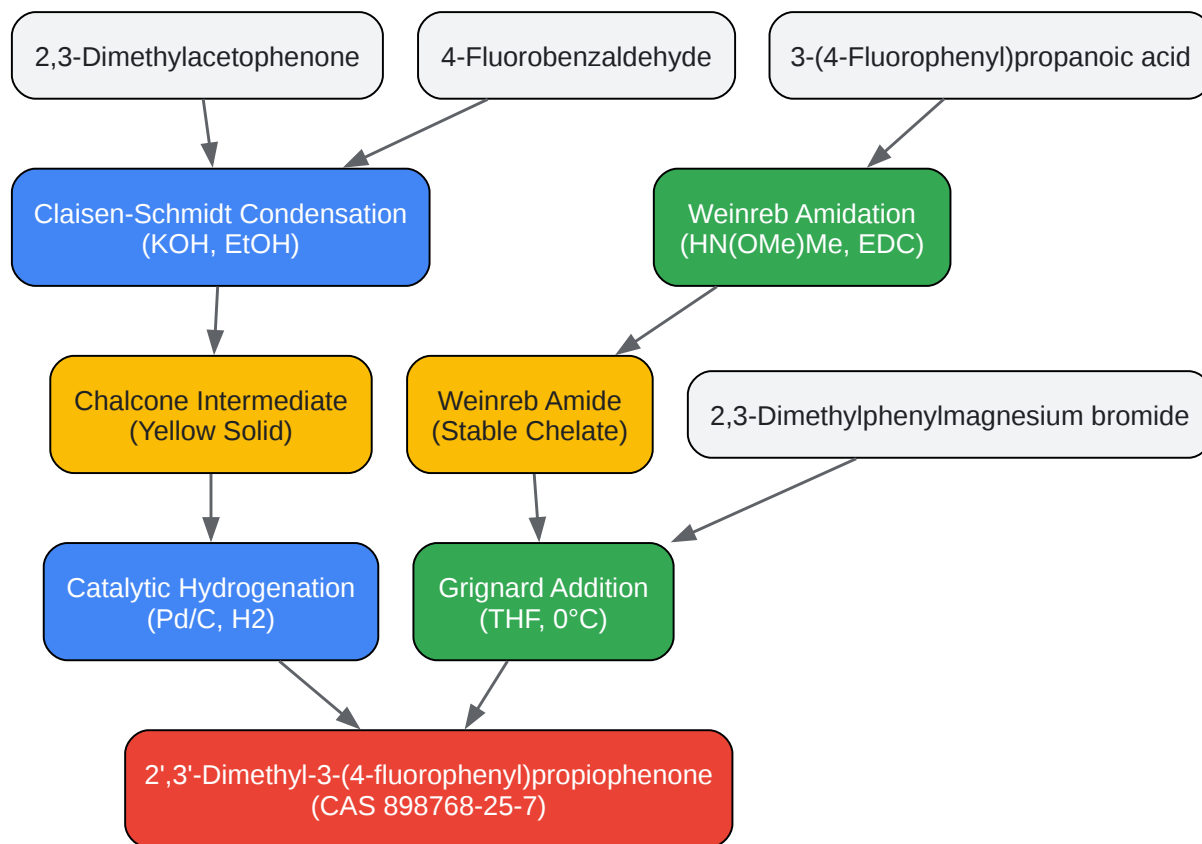 2,3-Dimethylacetophenone
4-Fluorobenzaldehyde
3-(4-Fluorophenyl)propanoic acid
Claisen-Schmidt Condensation
(KOH, EtOH)
Weinreb Amidation
(HN(OMe)Me, EDC)
Chalcone Intermediate
(Yellow Solid)
Weinreb Amide
(Stable Chelate)
2,3-Dimethylphenylmagnesium bromide
Catalytic Hydrogenation
(Pd/C, H2)
Grignard Addition
(THF, 0°C)
2',3'-Dimethyl-3-(4-fluorophenyl)propiophenone
(CAS 898768-25-7)